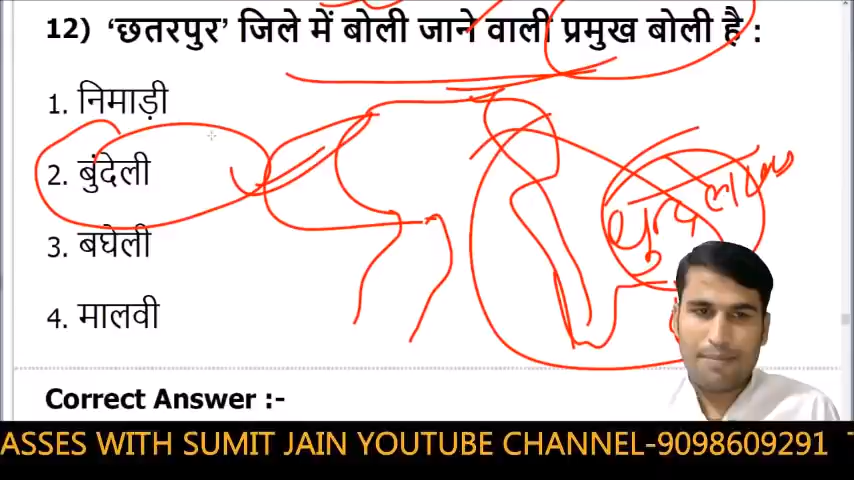 12) ‘छतरपुर’ जिले में बोली जाने वाली प्रमुख बोली है :
1. निमाड़ी
2. बुंदेली
3. बघेली
4. मालवी
Correct Answer :-
ASSES WITH SUMIT JAIN YOUTUBE CHANNEL-9098609291